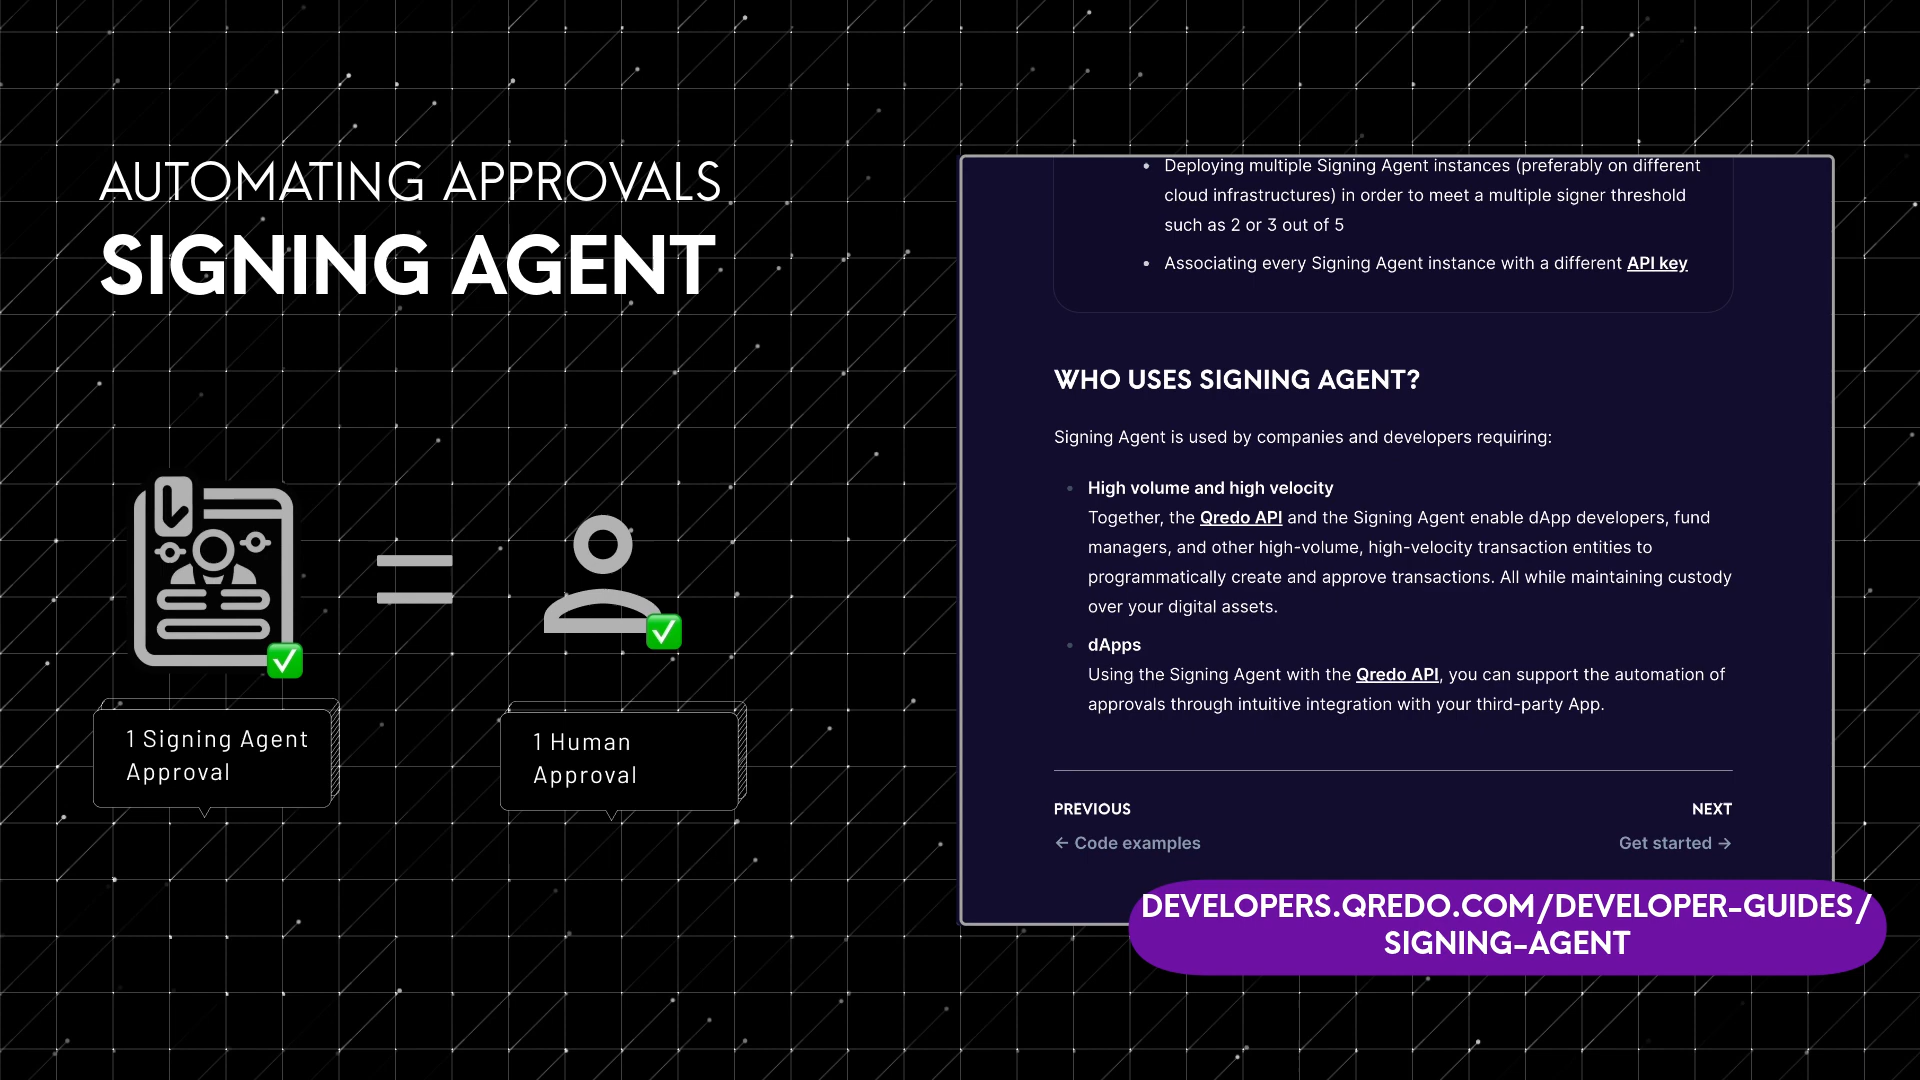 AUTOMATING APPROVALS
SIGNING AGENT
1 Signing Agent
Approval
1 Human
Approval
• Deploying multiple Signing Agent instances (preferably on different
cloud infrastructures) in order to meet a multiple signer threshold
such as 2 or 3 out of 5
• Associating every Signing Agent instance with a different API key
WHO USES SIGNING AGENT?
Signing Agent is used by companies and developers requiring:
• High volume and high velocity
Together, the Qredo API and the Signing Agent enable dApp developers, fund
managers, and other high-volume, high-velocity transaction entities to
programmatically create and approve transactions. All while maintaining custody
over your digital assets.
• dApps
Using the Signing Agent with the Qredo API, you can support the automation of
approvals through intuitive integration with your third-party App.
PREVIOUS
NEXT
← Code examples
Get started →
DEVELOPERS.QREDO.COM/DEVELOPER-GUIDES/
SIGNING-AGENT